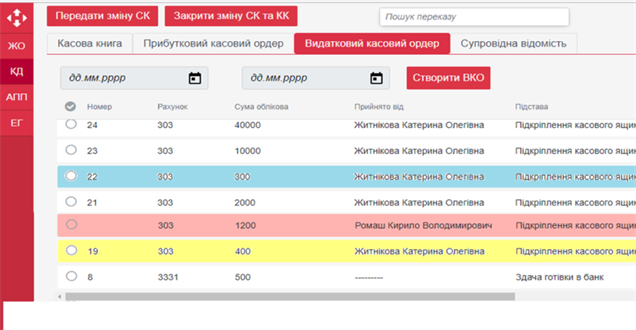 Передати зміну СК Закрити зміну СК та КК Пошук переказу
ЖО Касова книга Прибутковий касовий ордер Видатковий касовий ордер Супровідна відомість
КД дд.мм.рррр дд.мм.рррр Створити ВКО
АПП Номер Рахунок Сума облікова Прийнято від Підстава
ЕГ 24 303 40000 Житнікова Катерина Олегівна Підкріплення касового ящи
23 303 10000 Житнікова Катерина Олегівна Підкріплення касового ящи
22 303 300 Житнікова Катерина Олегівна Підкріплення касового ящи
21 303 2000 Житнікова Катерина Олегівна Підкріплення касового ящи
303 1200 Ромаш Кирило Володимирович Підкріплення касового ящи
19 303 400 Житнікова Катерина Олегівна Підкріплення касового ящи
8 3331 500 --------- Здача готівки в банк